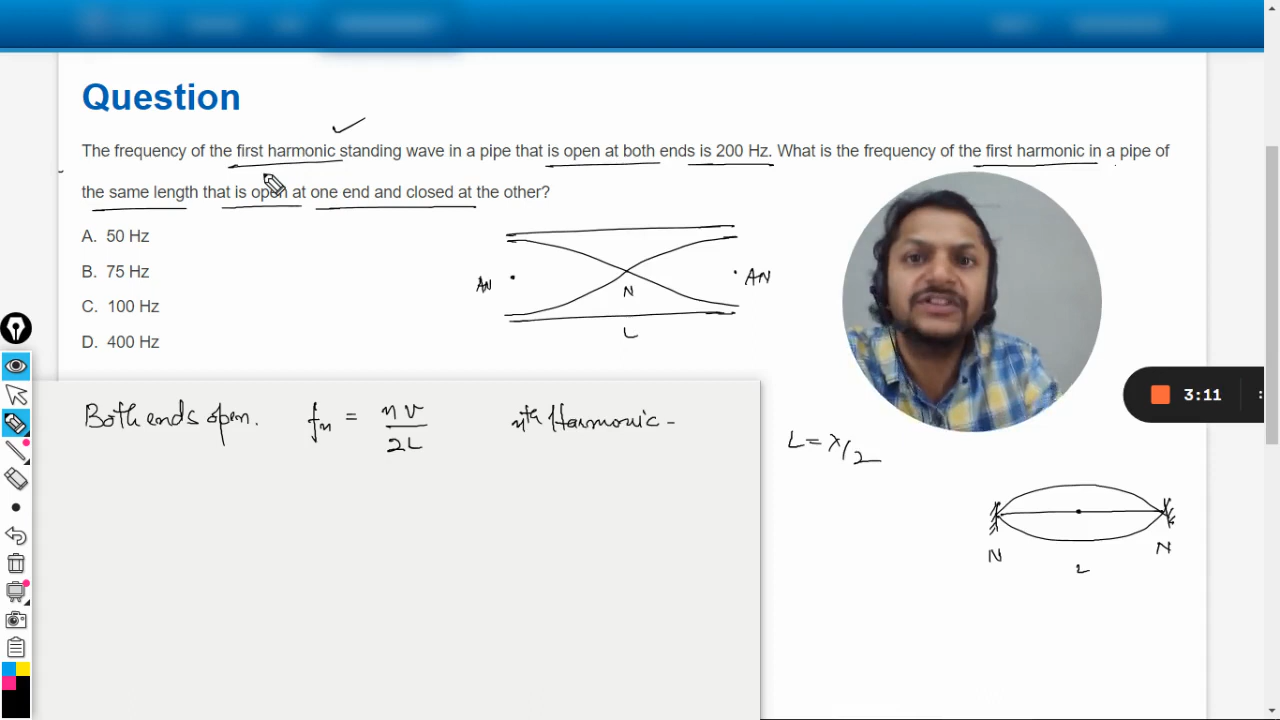 Question
The frequency of the first harmonic standing wave in a pipe that is open at both ends is 200 Hz. What is the frequency of the first harmonic in a pipe of
the same length that is open at one end and closed at the other?
A. 50 Hz
B. 75 Hz
C. 100 Hz
D. 400 Hz
AN
N
AN
L
3:11
Both ends open. fn = nv/2L nth Harmonic -
L = λ/2
N
N
L